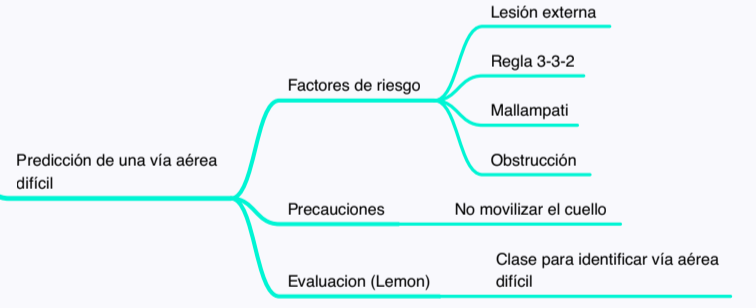 Lesión externa
Regla 3-3-2
Factores de riesgo
Mallampati
Obstrucción
Predicción de una vía aérea
difícil
Precauciones
No movilizar el cuello
Evaluacion (Lemon)
Clase para identificar vía aérea
difícil